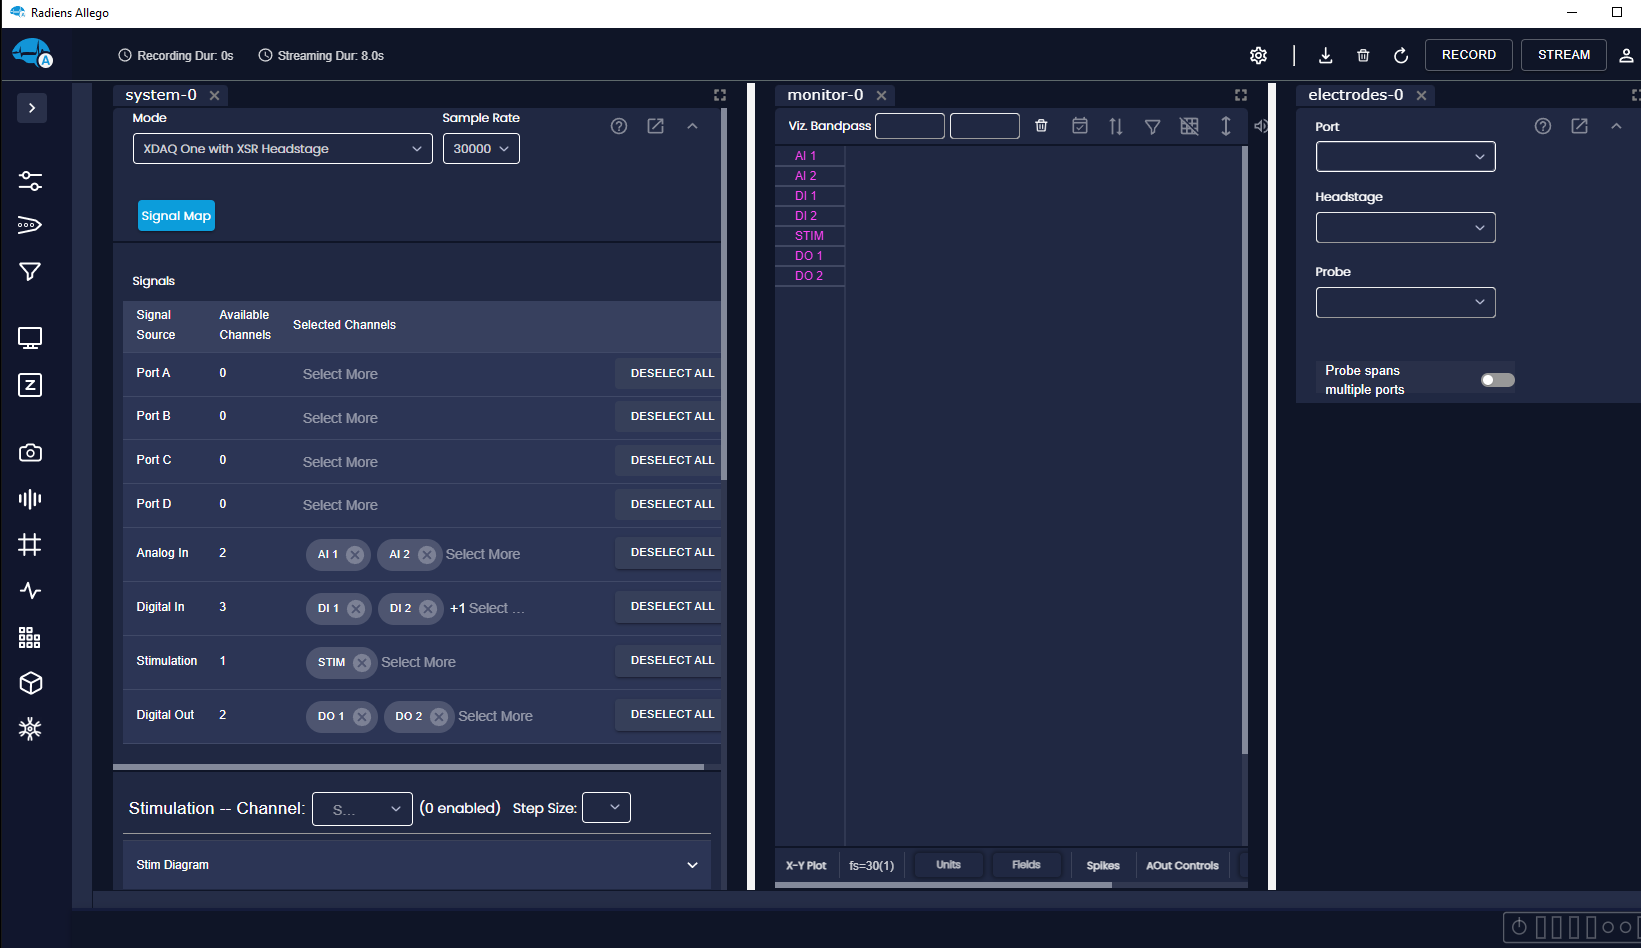 Radiens Allego
Recording Dur: 0s
Streaming Dur: 8.0s
RECORD
STREAM
system-0
Mode
Sample Rate
XDAQ One with XSR Headstage
30000
Signal Map
Signals
Signal Source
Available Channels
Selected Channels
Port A 0 Select More DESELECT ALL
Port B 0 Select More DESELECT ALL
Port C 0 Select More DESELECT ALL
Port D 0 Select More DESELECT ALL
Analog In 2 AI 1 AI 2 Select More DESELECT ALL
Digital In 3 DI 1 DI 2 +1 Select ... DESELECT ALL
Stimulation 1 STIM Select More DESELECT ALL
Digital Out 2 DO 1 DO 2 Select More DESELECT ALL
Stimulation -- Channel: S... (0 enabled) Step Size:
Stim Diagram
monitor-0
Viz. Bandpass
AI 1
AI 2
DI 1
DI 2
STIM
DO 1
DO 2
X-Y Plot fs=30(1) Units Fields Spikes AOut Controls
electrodes-0
Port
Headstage
Probe
Probe spans
multiple ports